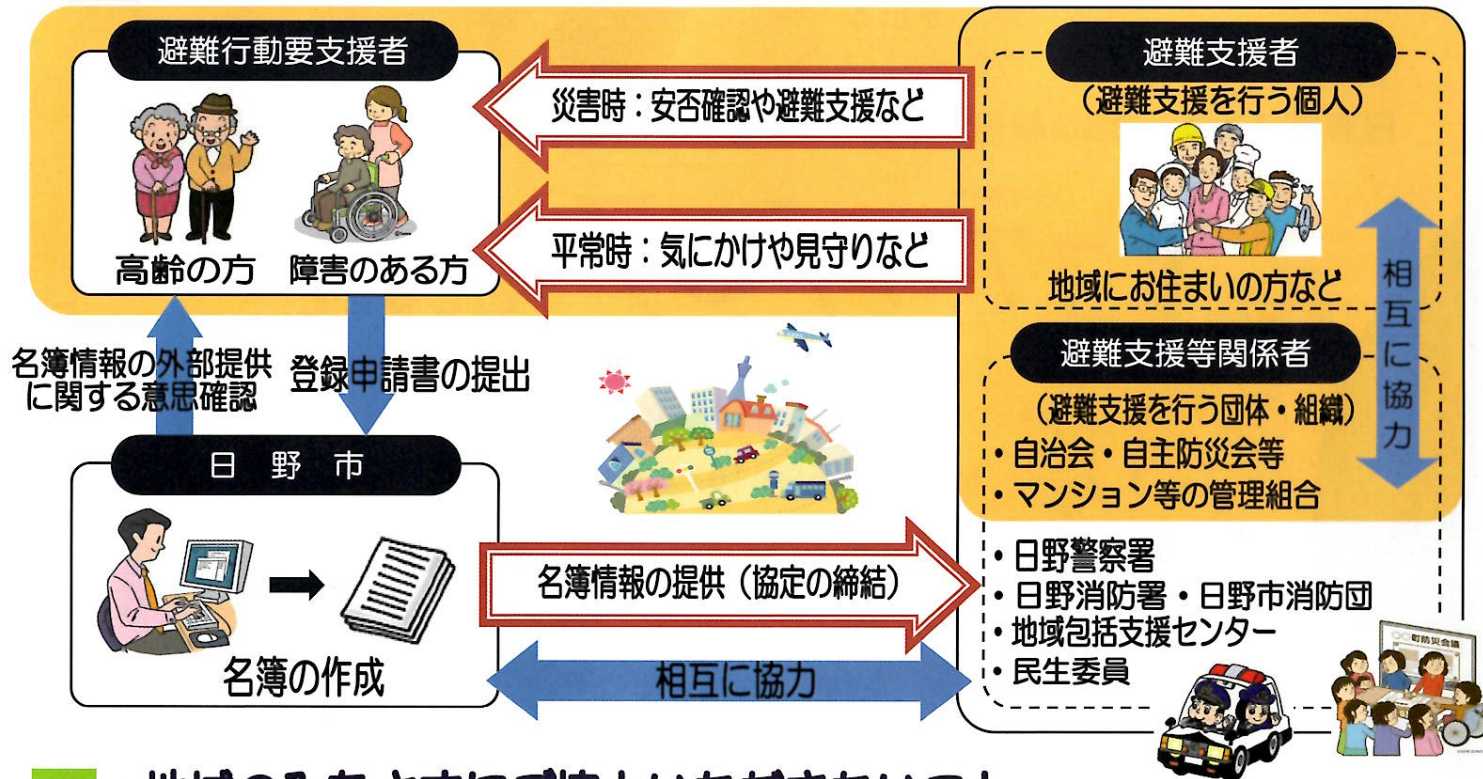 避難行動要支援者
高齢の方 障害のある方
災害時：安否確認や避難支援など
平常時：気にかけや見守りなど
避難支援者
（避難支援を行う個人）
地域にお住まいの方など
相互に協力
避難支援等関係者
（避難支援を行う団体・組織）
・自治会・自主防災会等
・マンション等の管理組合
・日野警察署
・日野消防署・日野市消防団
・地域包括支援センター
・民生委員
名簿情報の外部提供
に関する意思確認
登録申請書の提出
日野市
名簿の作成
名簿情報の提供（協定の締結）
相互に協力
〇〇町防災会議